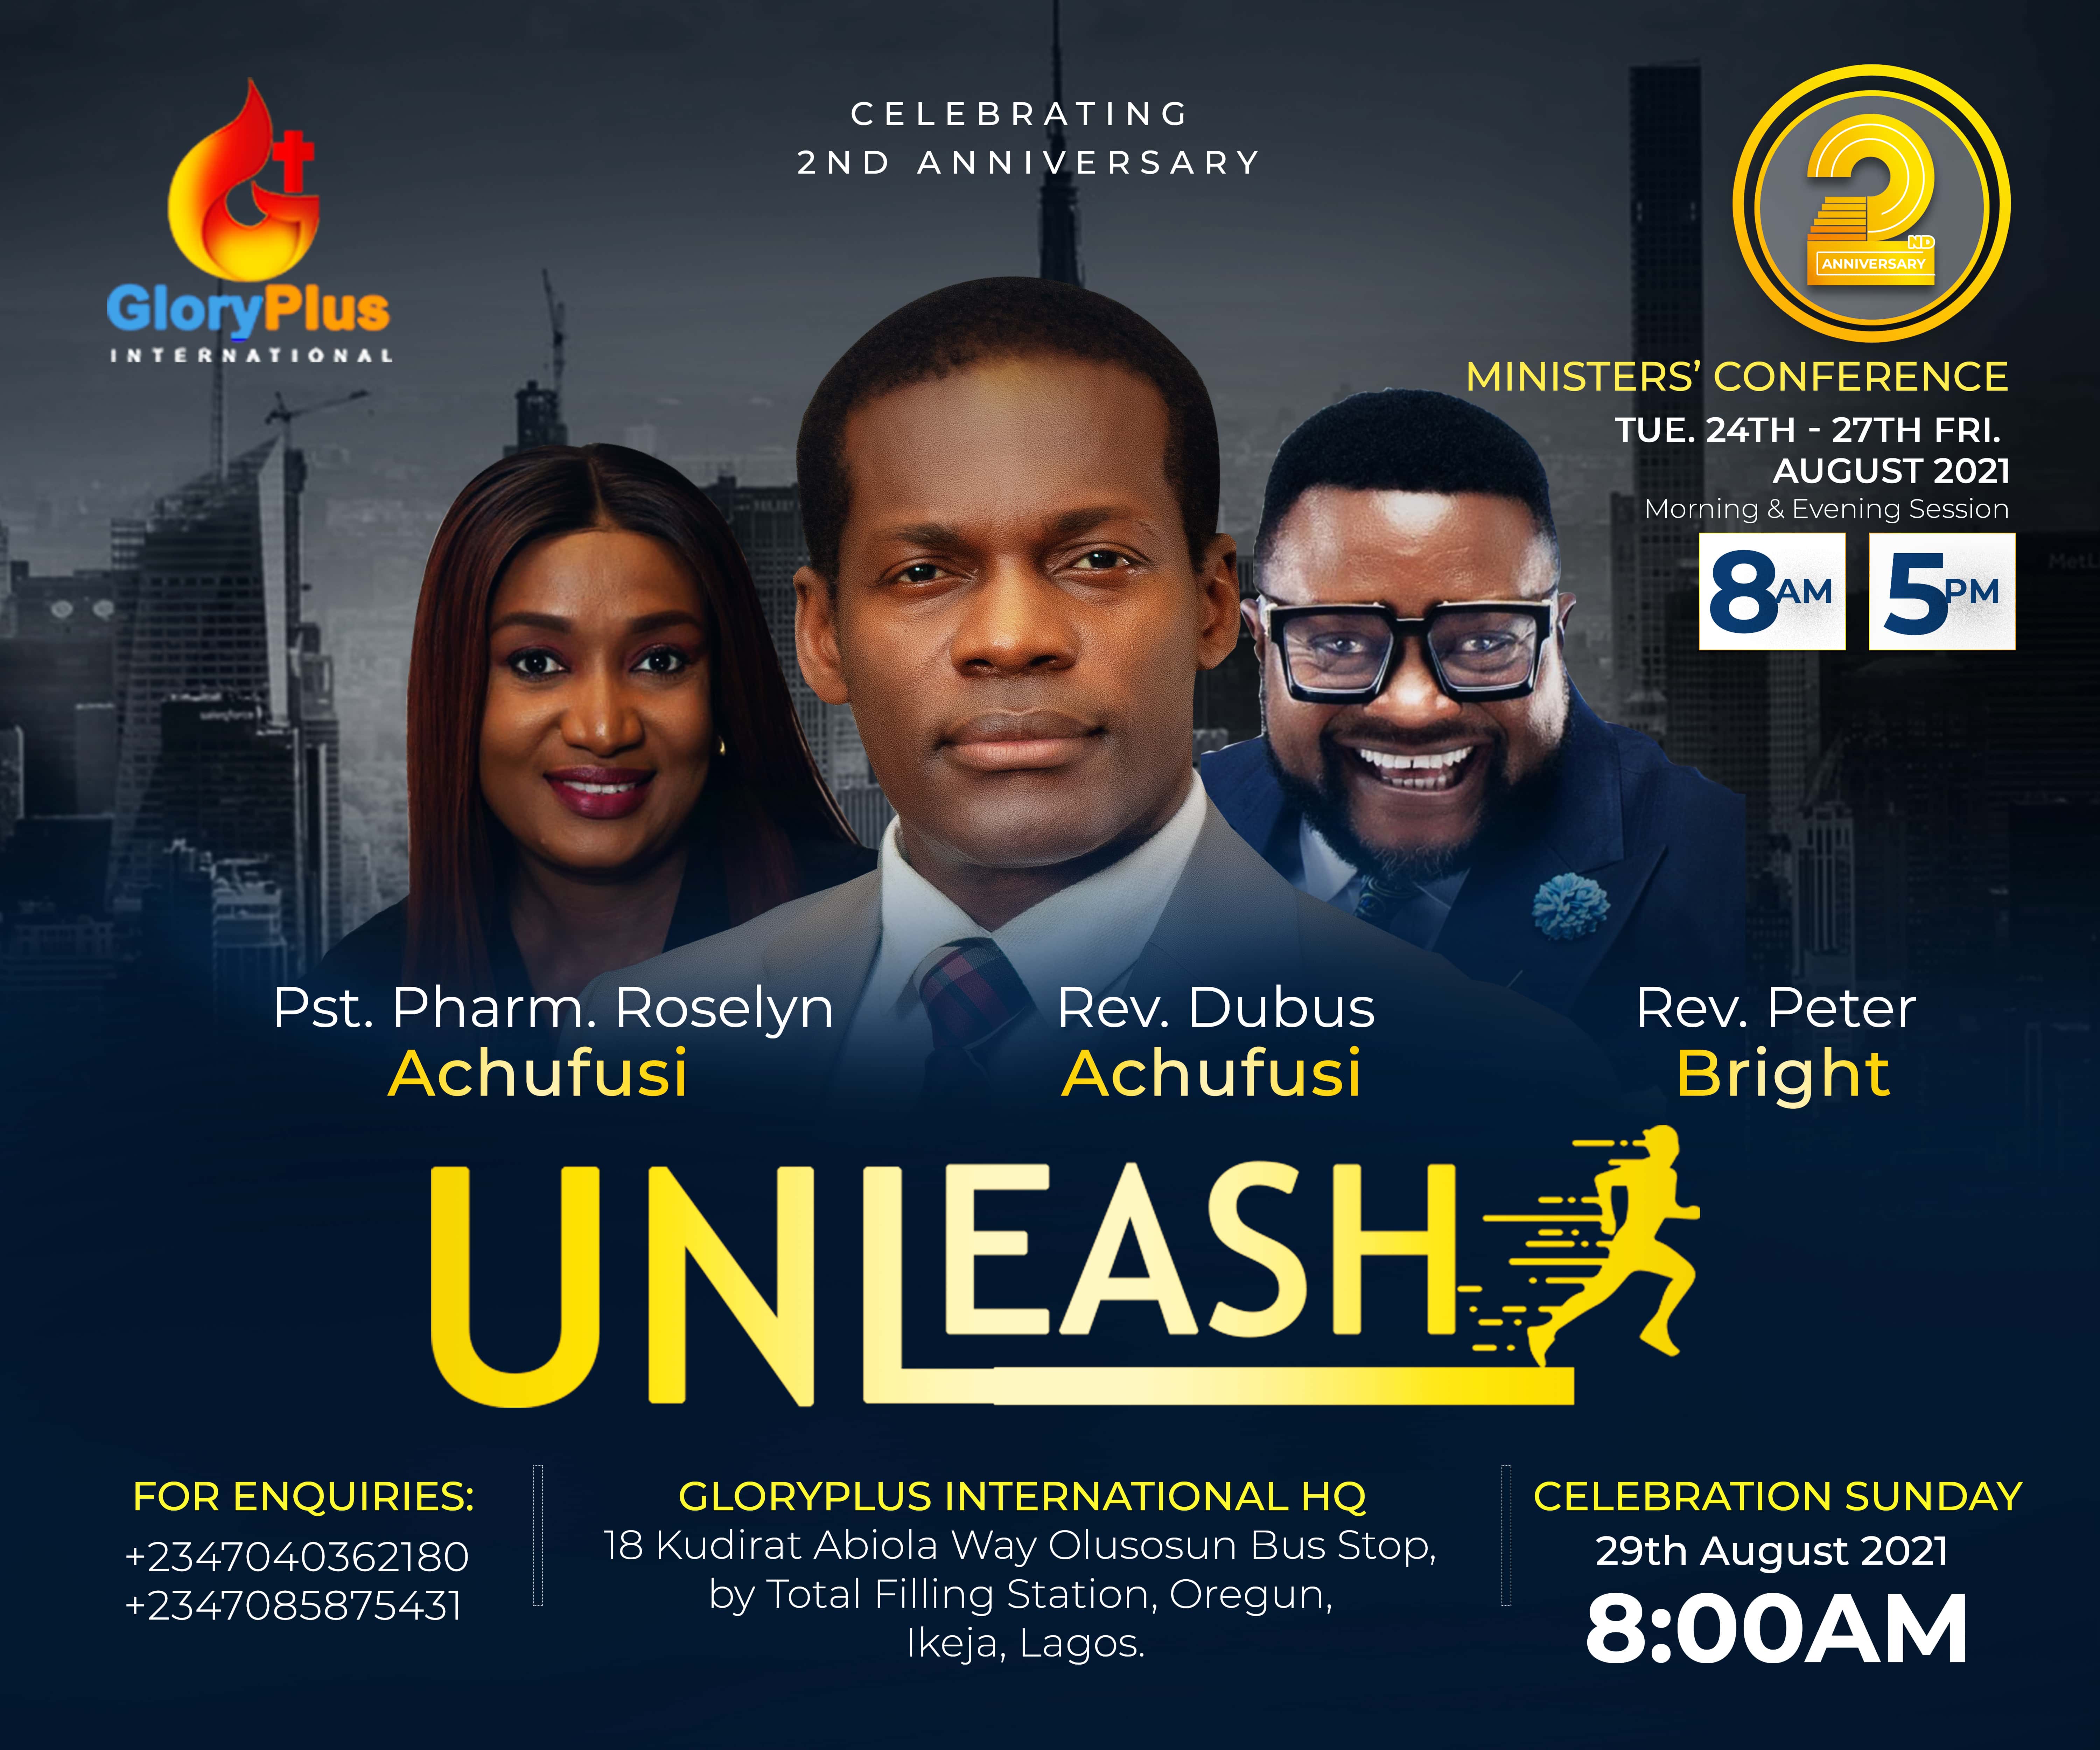 CELEBRATING
2ND ANNIVERSARY
GloryPlus
INTERNATIONAL
2ND
ANNIVERSARY
MINISTERS' CONFERENCE
TUE. 24TH - 27TH FRI.
AUGUST 2021
Morning & Evening Session
8AM 5PM
salesforce
MetL
Pst. Pharm. Roselyn
Achufusi
Rev. Dubus
Achufusi
Rev. Peter
Bright
UNLEASH
FOR ENQUIRIES:
+2347040362180
+2347085875431
GLORYPLUS INTERNATIONAL HQ
18 Kudirat Abiola Way Olusosun Bus Stop,
by Total Filling Station, Oregun,
Ikeja, Lagos.
CELEBRATION SUNDAY
29th August 2021
8:00AM